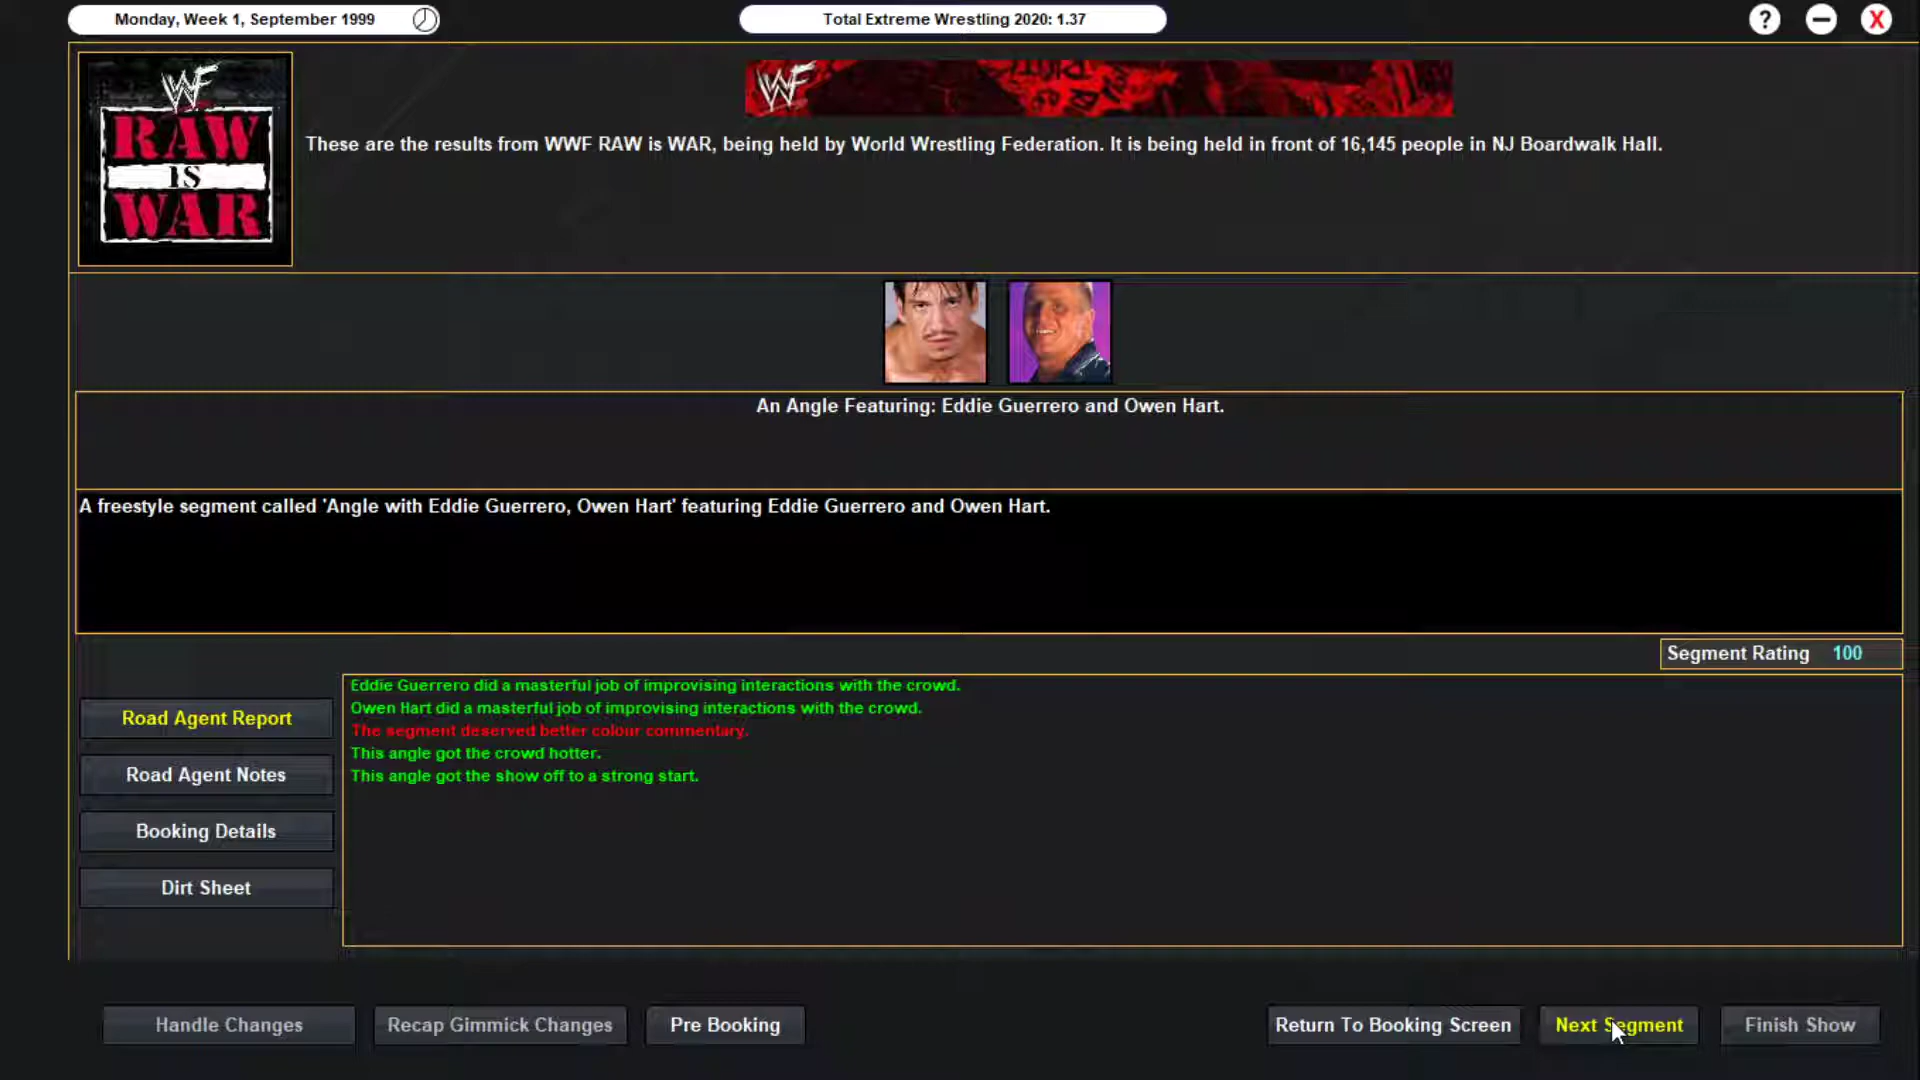 Monday, Week 1, September 1999
Total Extreme Wrestling 2020: 1.37
?
X
WF
RAW
IS
WAR
WF
These are the results from WWF RAW is WAR, being held by World Wrestling Federation. It is being held in front of 16,145 people in NJ Boardwalk Hall.
An Angle Featuring: Eddie Guerrero and Owen Hart.
A freestyle segment called 'Angle with Eddie Guerrero, Owen Hart' featuring Eddie Guerrero and Owen Hart.
Segment Rating 100
Road Agent Report
Road Agent Notes
Booking Details
Dirt Sheet
Eddie Guerrero did a masterful job of improvising interactions with the crowd.
Owen Hart did a masterful job of improvising interactions with the crowd.
The segment deserved better colour commentary.
This angle got the crowd hotter.
This angle got the show off to a strong start.
Handle Changes
Recap Gimmick Changes
Pre Booking
Return To Booking Screen
Next Segment
Finish Show